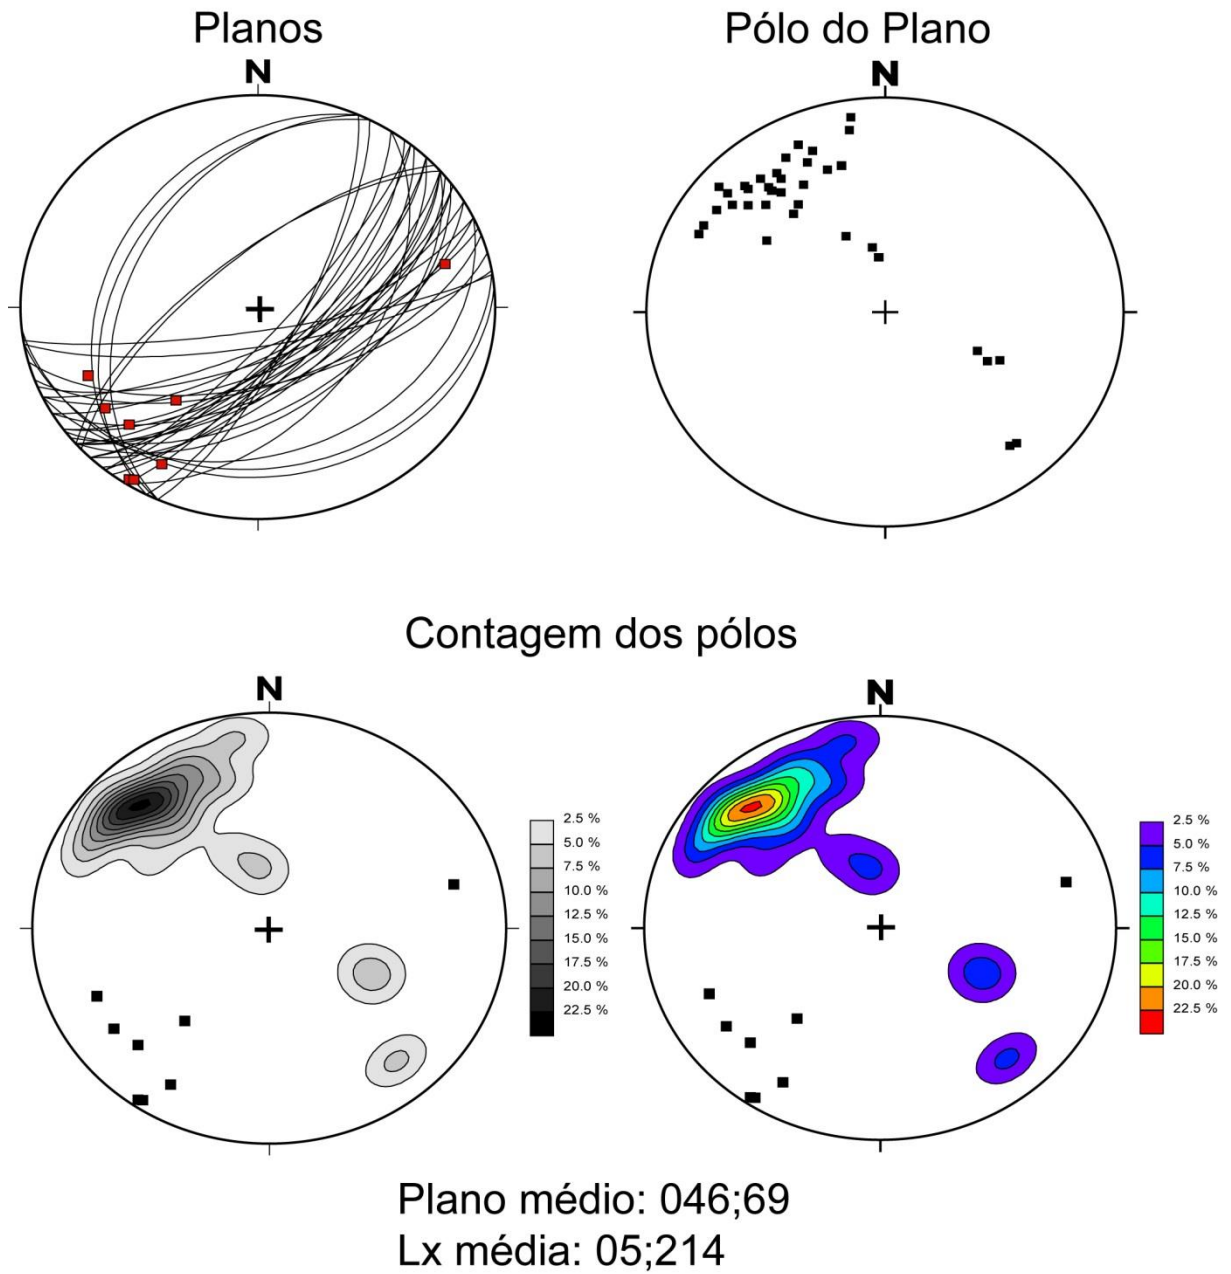 Planos
Pólo do Plano
N
N
Contagem dos pólos
N
N
2.5 %
5.0 %
7.5 %
10.0 %
12.5 %
15.0 %
17.5 %
20.0 %
22.5 %
2.5 %
5.0 %
7.5 %
10.0 %
12.5 %
15.0 %
17.5 %
20.0 %
22.5 %
Plano médio: 046;69
Lx média: 05;214